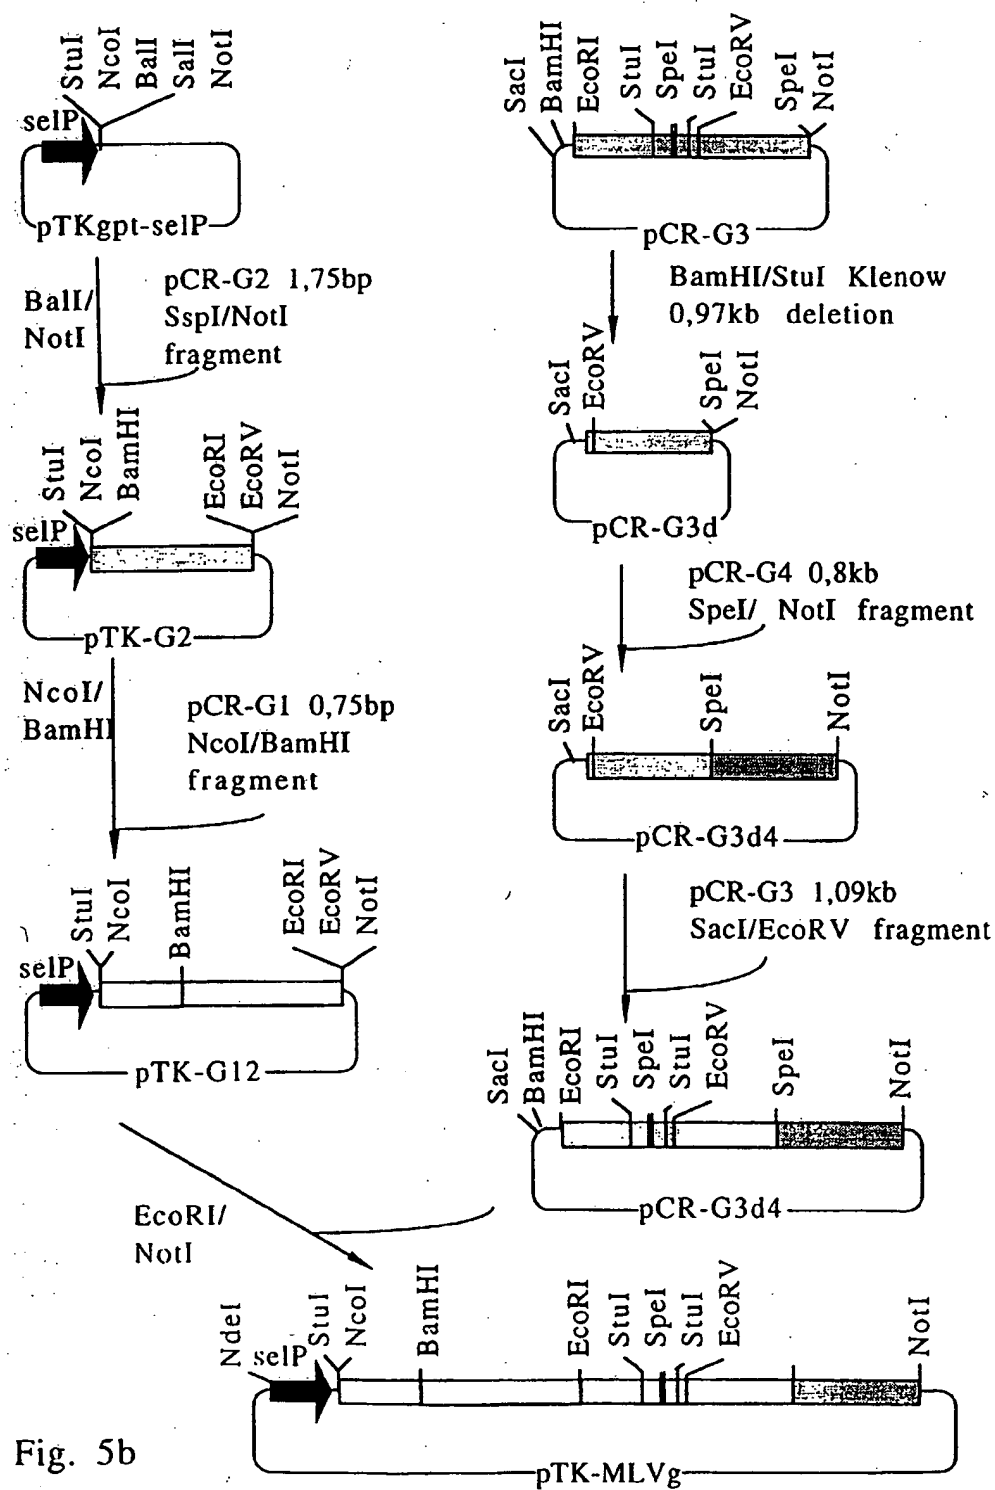 StuI
NcoI
BalI
SalI
NotI
selP
pTKgpt-selP
BalI/
NotI
pCR-G2 1,75bp
SspI/NotI
fragment
StuI
NcoI
BamHI
EcoRI
EcoRV
NotI
selP
pTK-G2
NcoI/
BamHI
pCR-G1 0,75bp
NcoI/BamHI
fragment
StuI
NcoI
BamHI
EcoRI
EcoRV
NotI
selP
pTK-G12
EcoRI/
NotI
SacI
BamHI
EcoRI
StuI
SpeI
StuI
EcoRV
SpeI
NotI
pCR-G3
BamHI/StuI Klenow
0,97kb deletion
SacI
EcoRV
SpeI
NotI
pCR-G3d
pCR-G4 0,8kb
SpeI/ NotI fragment
SacI
EcoRV
SpeI
NotI
pCR-G3d4
pCR-G3 1,09kb
SacI/EcoRV fragment
SacI
BamHI
EcoRI
StuI
SpeI
StuI
EcoRV
SpeI
NotI
pCR-G3d4
NdeI
selP
StuI
NcoI
BamHI
EcoRI
StuI
SpeI
StuI
EcoRV
NotI
pTK-MLVg
Fig. 5b